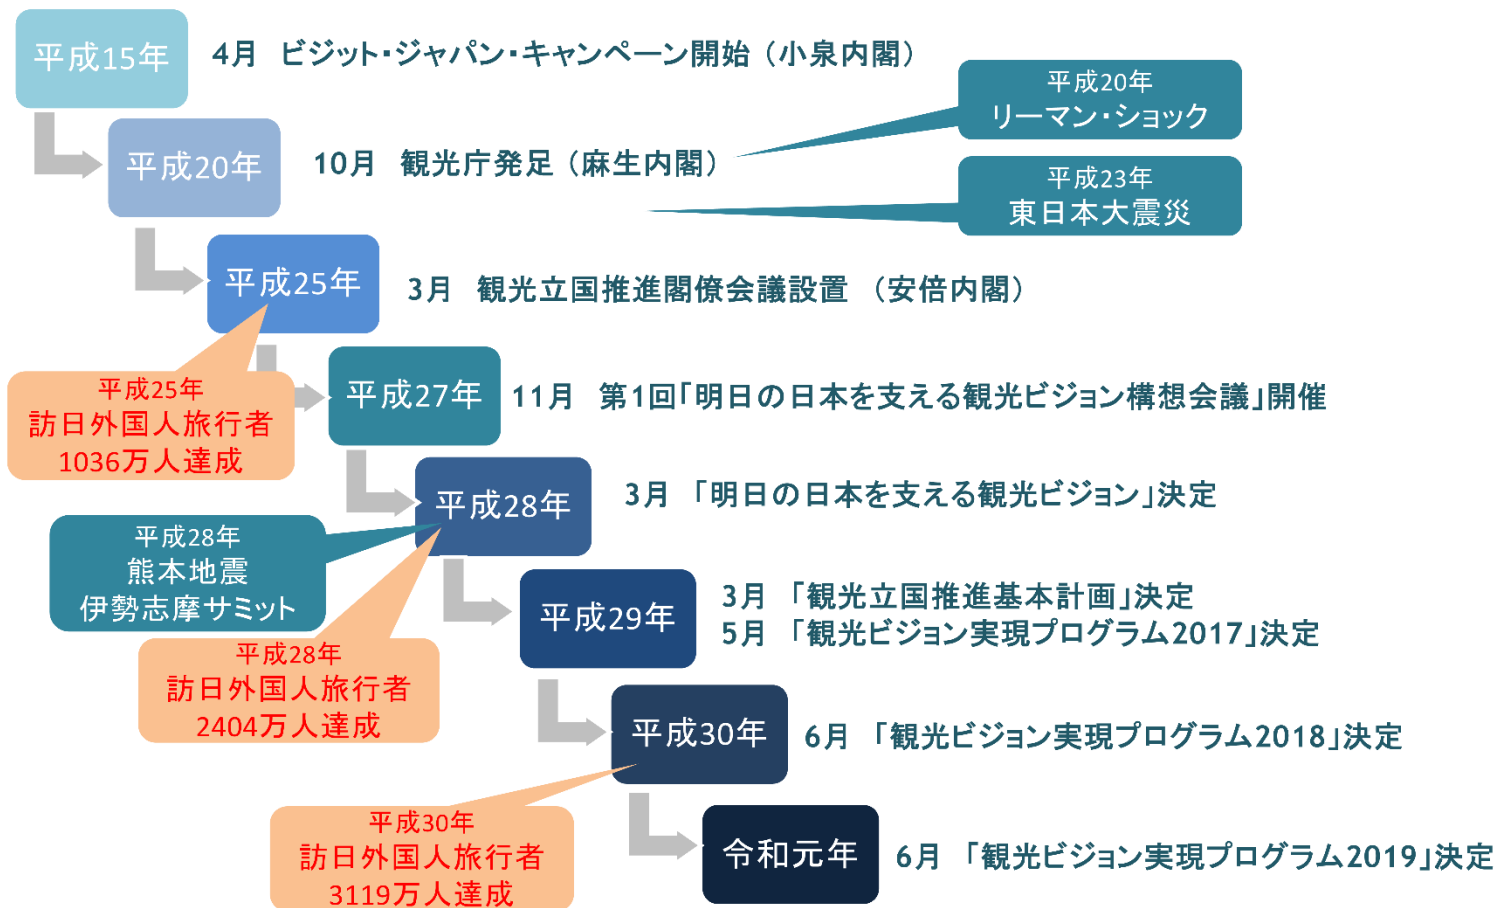 平成15年
4月 ビジット・ジャパン・キャンペーン開始（小泉内閣）
平成20年
リーマン・ショック
平成20年
10月 観光庁発足（麻生内閣）
平成23年
東日本大震災
平成25年
3月 観光立国推進閣僚会議設置 （安倍内閣）
平成25年
訪日外国人旅行者
1036万人達成
平成27年
11月 第1回「明日の日本を支える観光ビジョン構想会議」開催
平成28年
3月 「明日の日本を支える観光ビジョン」決定
平成28年
熊本地震
伊勢志摩サミット
平成28年
訪日外国人旅行者
2404万人達成
平成29年
3月 「観光立国推進基本計画」決定
5月 「観光ビジョン実現プログラム2017」決定
平成30年
6月 「観光ビジョン実現プログラム2018」決定
平成30年
訪日外国人旅行者
3119万人達成
令和元年
6月 「観光ビジョン実現プログラム2019」決定